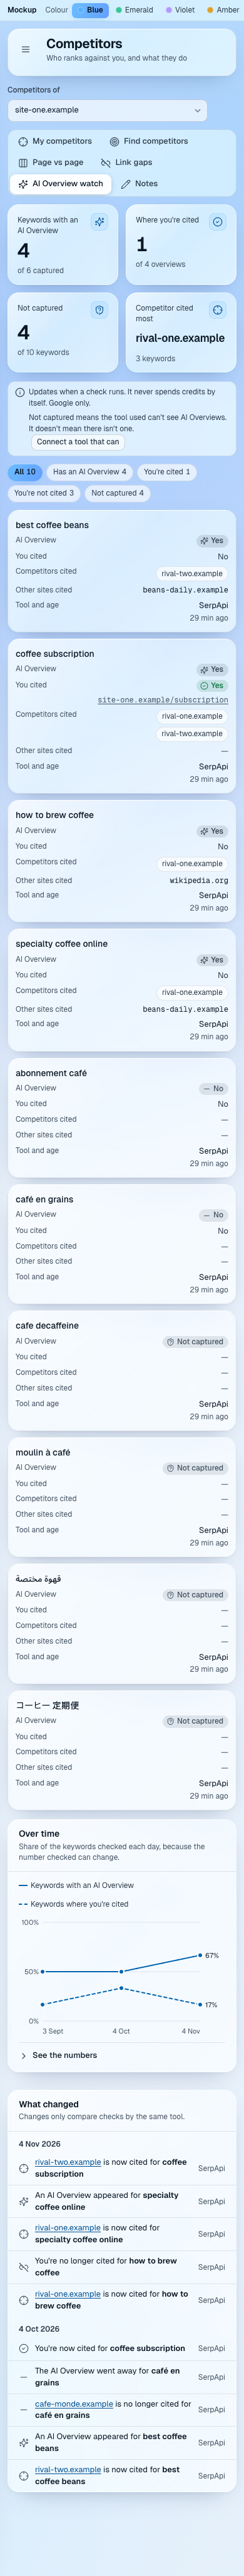 Mockup Colour Blue Emerald Violet Amber
Competitors
Who ranks against you, and what they do
Competitors of
site-one.example
My competitors Find competitors
Page vs page Link gaps
AI Overview watch Notes
Keywords with an AI Overview
4
of 6 captured
Where you're cited
1
of 4 overviews
Not captured
4
of 10 keywords
Competitor cited most
rival-one.example
3 keywords
Updates when a check runs. It never spends credits by
itself. Google only.
Not captured means the tool used can't see AI Overviews.
It doesn't mean there isn't one.
Connect a tool that can
All 10 Has an AI Overview 4 You're cited 1
You're not cited 3 Not captured 4
best coffee beans
AI Overview Yes
You cited No
Competitors cited rival-two.example
Other sites cited beans-daily.example
Tool and age SerpApi
29 min ago
coffee subscription
AI Overview Yes
You cited Yes
site-one.example/subscription
Competitors cited rival-one.example
rival-two.example
Other sites cited —
Tool and age SerpApi
29 min ago
how to brew coffee
AI Overview Yes
You cited No
Competitors cited rival-one.example
Other sites cited wikipedia.org
Tool and age SerpApi
29 min ago
specialty coffee online
AI Overview Yes
You cited No
Competitors cited rival-one.example
Other sites cited beans-daily.example
Tool and age SerpApi
29 min ago
abonnement café
AI Overview — No
You cited No
Competitors cited —
Other sites cited —
Tool and age SerpApi
29 min ago
café en grains
AI Overview — No
You cited No
Competitors cited —
Other sites cited —
Tool and age SerpApi
29 min ago
cafe decaffeine
AI Overview Not captured
You cited —
Competitors cited —
Other sites cited —
Tool and age SerpApi
29 min ago
moulin à café
AI Overview Not captured
You cited —
Competitors cited —
Other sites cited —
Tool and age SerpApi
29 min ago
قهوة مختصة
AI Overview Not captured
You cited —
Competitors cited —
Other sites cited —
Tool and age SerpApi
29 min ago
コーヒー 定期便
AI Overview Not captured
You cited —
Competitors cited —
Other sites cited —
Tool and age SerpApi
29 min ago
Over time
Share of the keywords checked each day, because the
number checked can change.
Keywords with an AI Overview
Keywords where you're cited
100%
50%
0%
67%
17%
3 Sept 4 Oct 4 Nov
See the numbers
What changed
Changes only compare checks by the same tool.
4 Nov 2026
rival-two.example is now cited for coffee subscription SerpApi
An AI Overview appeared for specialty coffee online SerpApi
rival-one.example is now cited for specialty coffee online SerpApi
You're no longer cited for how to brew coffee SerpApi
rival-one.example is now cited for how to brew coffee SerpApi
4 Oct 2026
You're now cited for coffee subscription SerpApi
The AI Overview went away for café en grains SerpApi
cafe-monde.example is no longer cited for café en grains SerpApi
An AI Overview appeared for best coffee beans SerpApi
rival-two.example is now cited for best coffee beans SerpApi